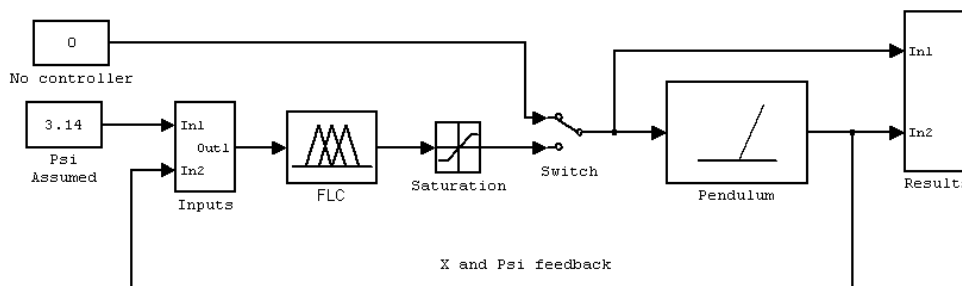 0
No controller
3.14
Psi
Assumed
In1
In2
Out1
Inputs
FLC
Saturation
Switch
Pendulum
In1
In2
Results
X and Psi feedback